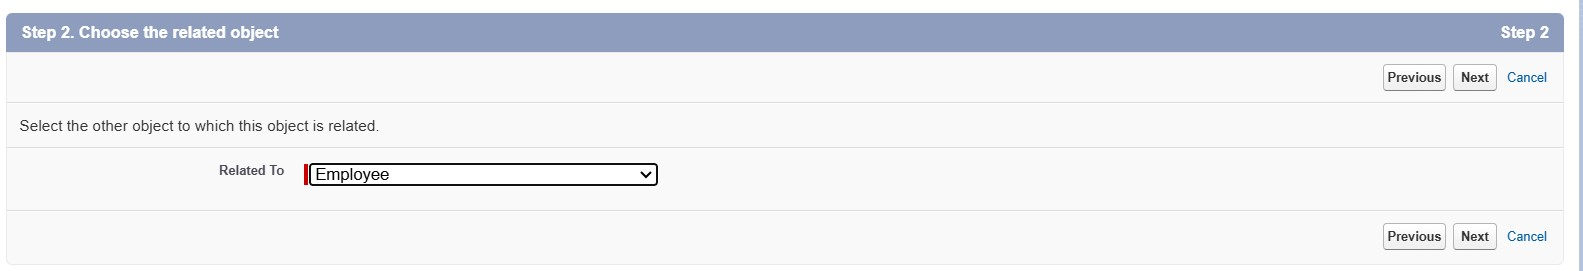 Step 2. Choose the related object Step 2
Previous Next Cancel
Select the other object to which this object is related.
Related To Employee
Previous Next Cancel